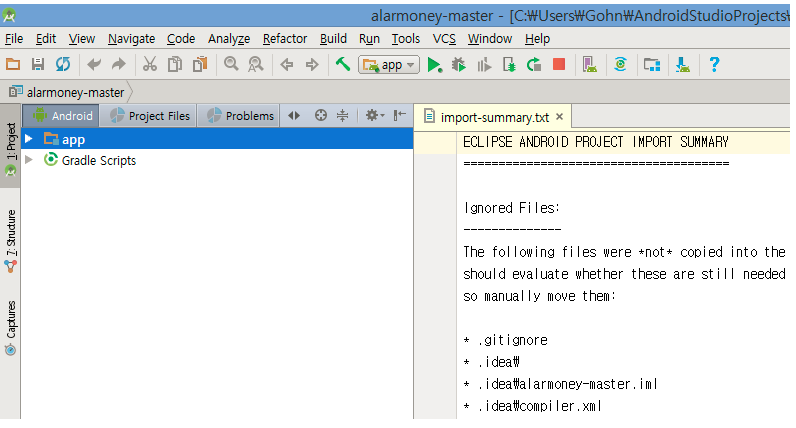 alarmoney-master - [C:₩Users₩Gohn₩AndroidStudioProjects₩
File Edit View Navigate Code Analyze Refactor Build Run Tools VCS Window Help
app
alarmoney-master
Android Project Files Problems
import-summary.txt
1: Project
7: Structure
Captures
app
Gradle Scripts
ECLIPSE ANDROID PROJECT IMPORT SUMMARY
======================================
Ignored Files:
--------------
The following files were *not* copied into the
should evaluate whether these are still needed
so manually move them:
* .gitignore
* .idea₩
* .idea₩alarmoney-master.iml
* .idea₩compiler.xml